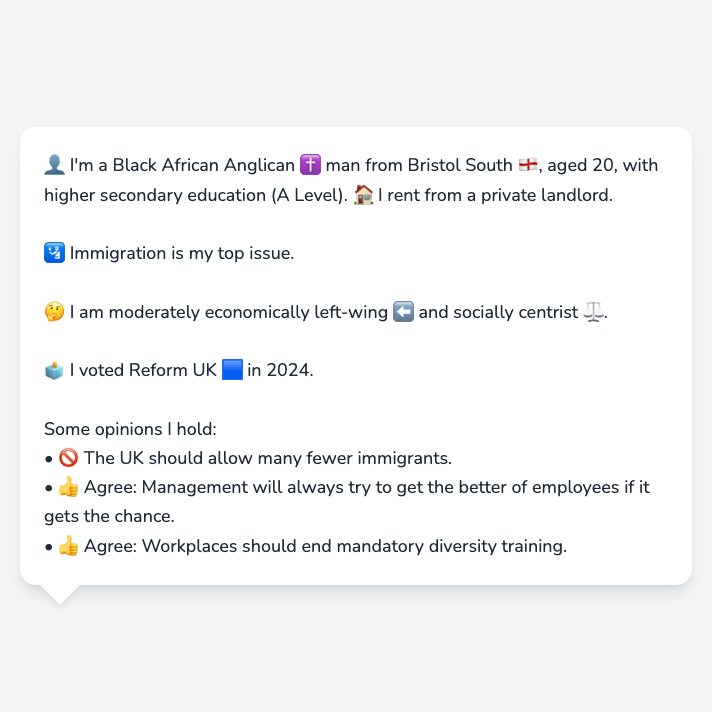 👤 I'm a Black African Anglican ✝️ man from Bristol South 🏴󠁧󠁢󠁥󠁮󠁧󠁿, aged 20, with
higher secondary education (A Level). 🏠 I rent from a private landlord.
🛂 Immigration is my top issue.
🤔 I am moderately economically left-wing ⬅️ and socially centrist ⚖️.
🗳️ I voted Reform UK 🟦 in 2024.
Some opinions I hold:
• 🚫 The UK should allow many fewer immigrants.
• 👍 Agree: Management will always try to get the better of employees if it
gets the chance.
• 👍 Agree: Workplaces should end mandatory diversity training.